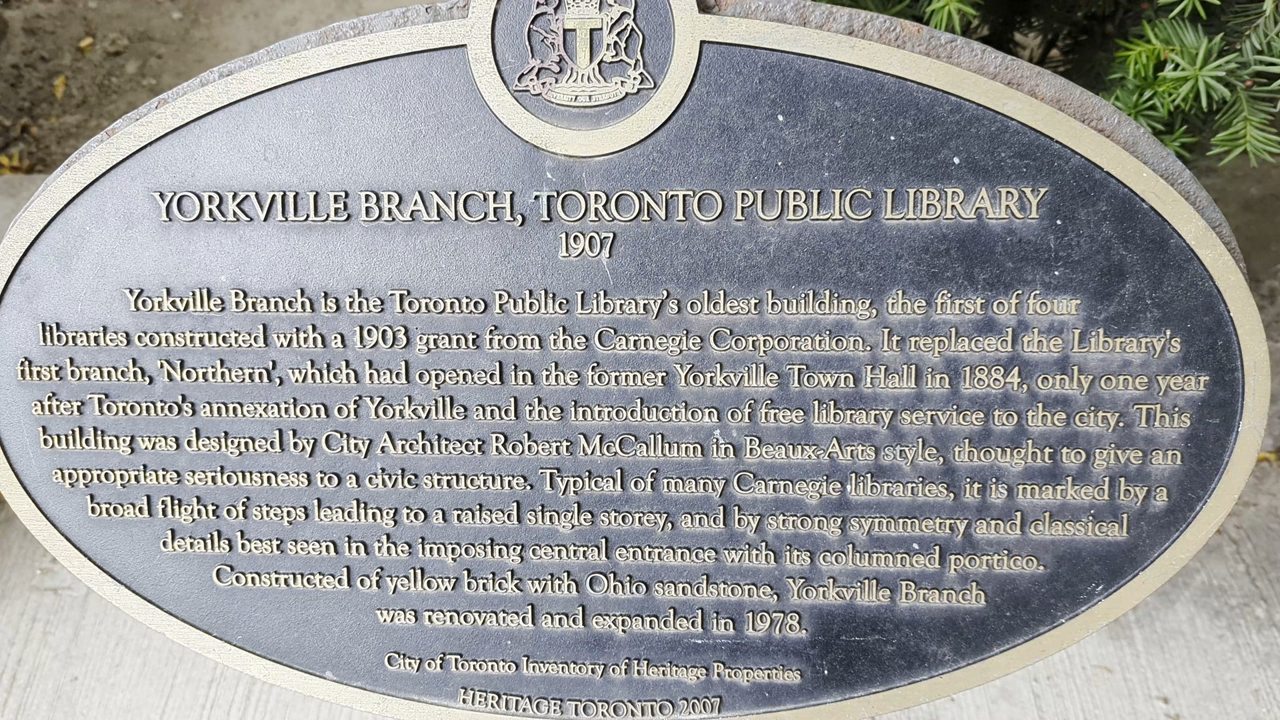 YORKVILLE BRANCH, TORONTO PUBLIC LIBRARY
1907
Yorkville Branch is the Toronto Public Library's oldest building, the first of four
libraries constructed with a 1903 grant from the Carnegie Corporation. It replaced the Library's
first branch, 'Northern', which had opened in the former Yorkville Town Hall in 1884, only one year
after Toronto's annexation of Yorkville and the introduction of free library service to the city. This
building was designed by City Architect Robert McCallum in Beaux-Arts style, thought to give an
appropriate seriousness to a civic structure. Typical of many Carnegie libraries, it is marked by a
broad flight of steps leading to a raised single storey, and by strong symmetry and classical
details best seen in the imposing central entrance with its columned portico.
Constructed of yellow brick with Ohio sandstone, Yorkville Branch
was renovated and expanded in 1978.
City of Toronto Inventory of Heritage Properties
HERITAGE TORONTO 2007